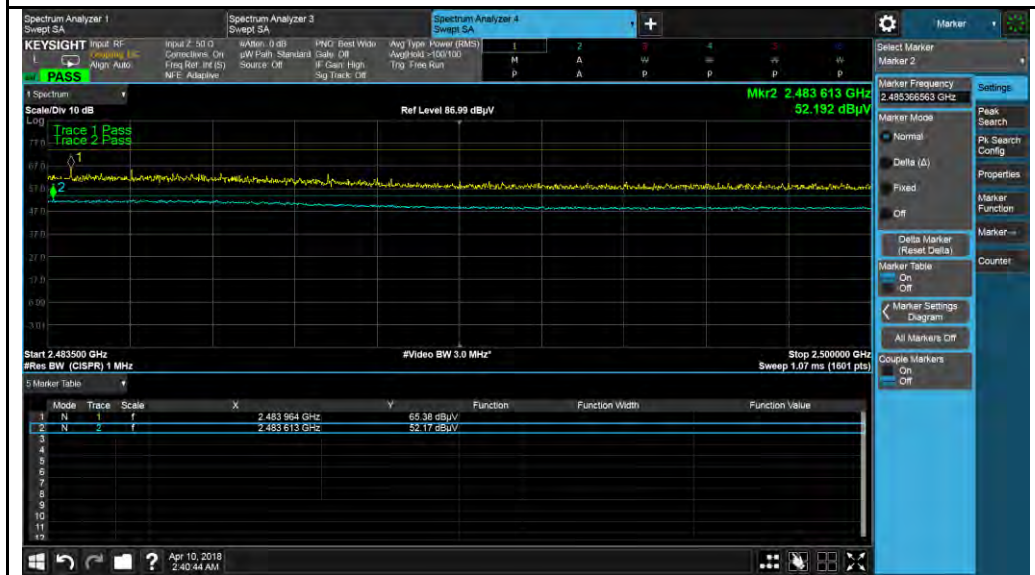 Spectrum Analyzer 1
Swept SA
Spectrum Analyzer 3
Swept SA
Spectrum Analyzer 4
Swept SA
+
Marker
KEYSIGHT
L
PASS
Input: RF
Coupling: DC
Align: Auto
Input Z: 50 Ω
Corrections: On
Freq Ref: Int (S)
NFE: Adaptive
#Atten: 0 dB
µW Path: Standard
Source: Off
PNO: Best Wide
Gate: Off
IF Gain: High
Sig Track: Off
Avg Type: Power (RMS)
Avg|Hold: >100/100
Trig: Free Run
1 2 3 4 5 6
M A W W W W
P A P P P P
Select Marker
Marker 2
1 Spectrum
Scale/Div 10 dB
Ref Level 86.99 dBµV
Mkr2 2.483 613 GHz
52.192 dBµV
Log
Trace 1 Pass
Trace 2 Pass
77.0
67.0
57.0
47.0
37.0
27.0
17.0
6.99
-3.01
1
2
Start 2.483500 GHz
#Video BW 3.0 MHz*
Stop 2.500000 GHz
#Res BW (CISPR) 1 MHz
Sweep 1.07 ms (1601 pts)
Marker Frequency
2.485366563 GHz
Marker Mode
Normal
Delta (Δ)
Fixed
Off
Delta Marker
(Reset Delta)
Marker Table
On
Off
Marker Settings
Diagram
All Markers Off
Couple Markers
On
Off
Settings
Peak
Search
Pk Search
Config
Properties
Marker
Function
Marker→
Counter
5 Marker Table
Mode Trace Scale X Y Function Function Width Function Value
1 N 1 f 2.483 964 GHz 65.38 dBµV
2 N 2 f 2.483 613 GHz 52.17 dBµV
3
4
5
6
7
8
9
10
11
12
?
Apr 10, 2018
2:40:44 AM